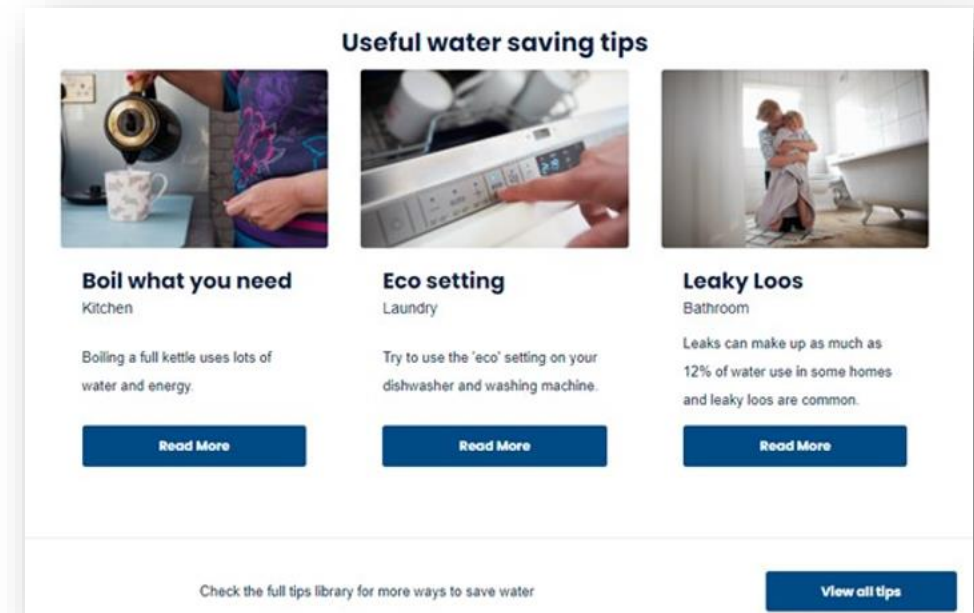 Useful water saving tips
Boil what you need
Kitchen
Boiling a full kettle uses lots of
water and energy.
Read More
Eco setting
Laundry
Try to use the 'eco' setting on your
dishwasher and washing machine.
Read More
Leaky Loos
Bathroom
Leaks can make up as much as
12% of water use in some homes
and leaky loos are common.
Read More
Check the full tips library for more ways to save water
View all tips